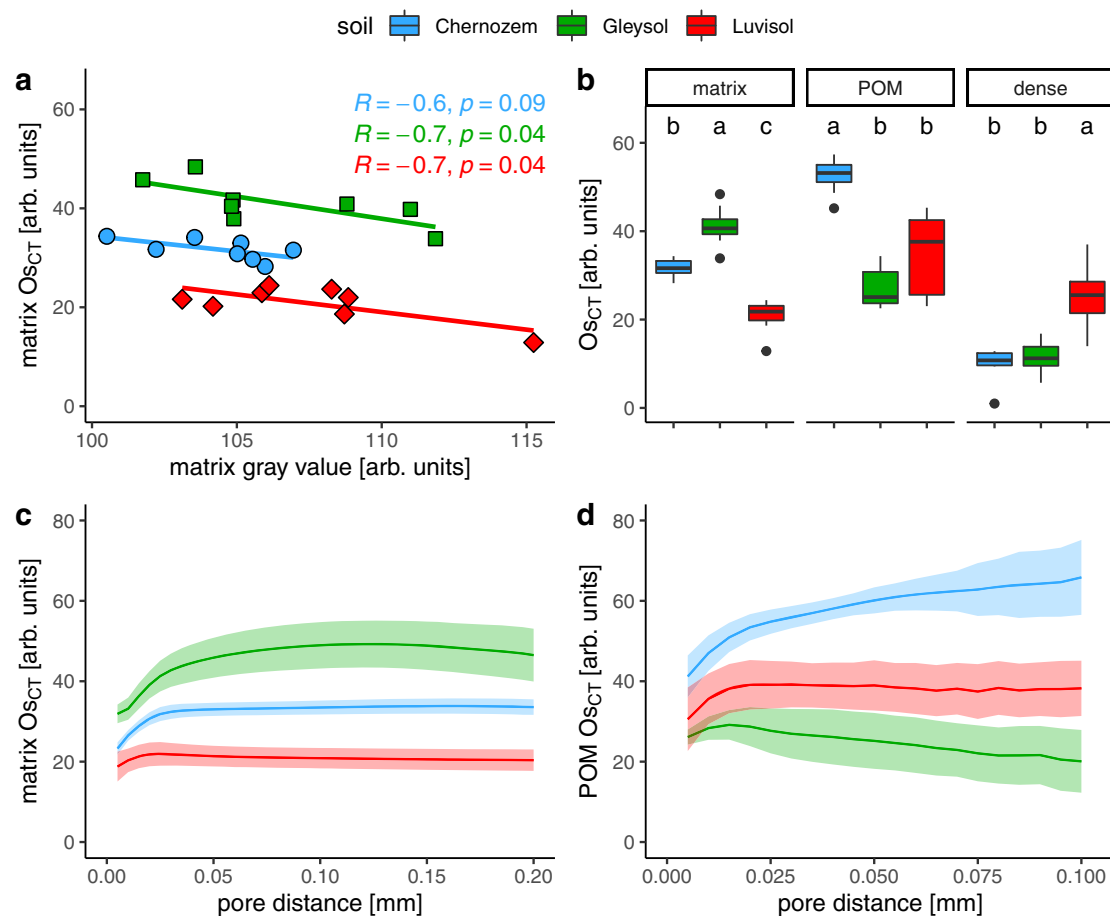 soil Chernozem Gleysol Luvisol
a
R = −0.6, p = 0.09
R = −0.7, p = 0.04
R = −0.7, p = 0.04
60
40
20
0
matrix OsCT [arb. units]
100 105 110 115
matrix gray value [arb. units]
b
matrix POM dense
b a c a b b b b a
60
40
20
0
OsCT [arb. units]
c
80
60
40
20
0
matrix OsCT [arb. units]
0.00 0.05 0.10 0.15 0.20
pore distance [mm]
d
80
60
40
20
0
POM OsCT [arb. units]
0.000 0.025 0.050 0.075 0.100
pore distance [mm]